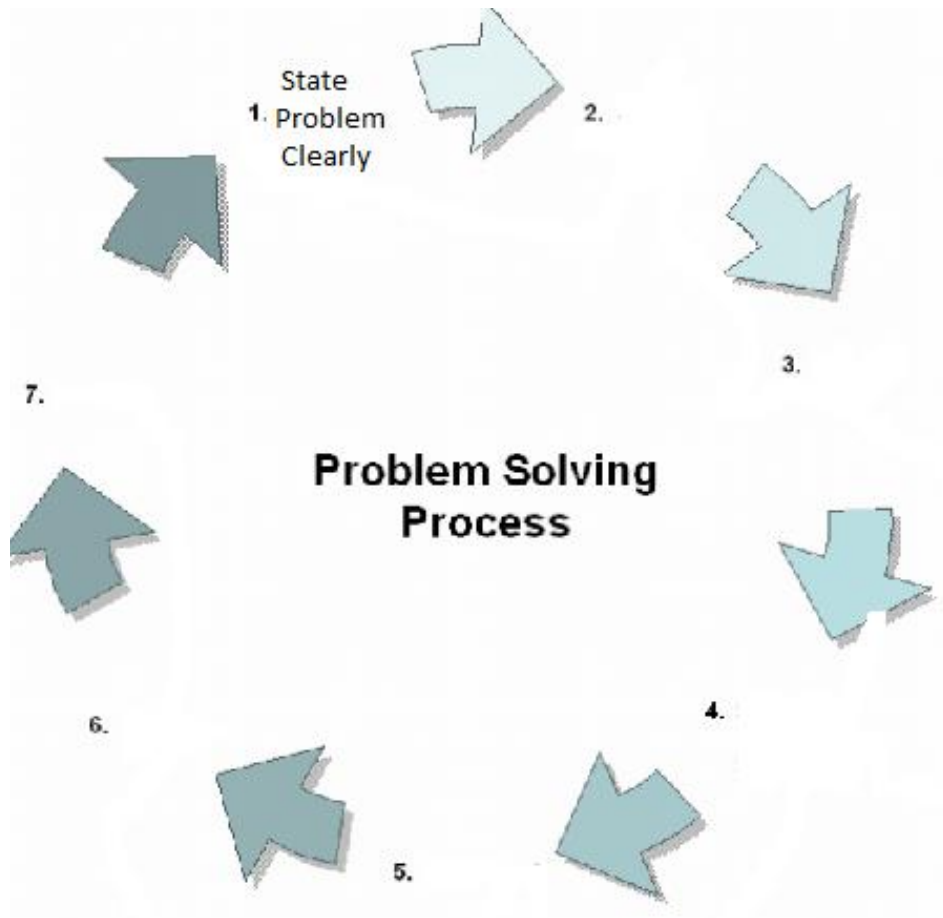 State
1. Problem
Clearly
2.
3.
4.
5.
6.
7.
Problem Solving
Process